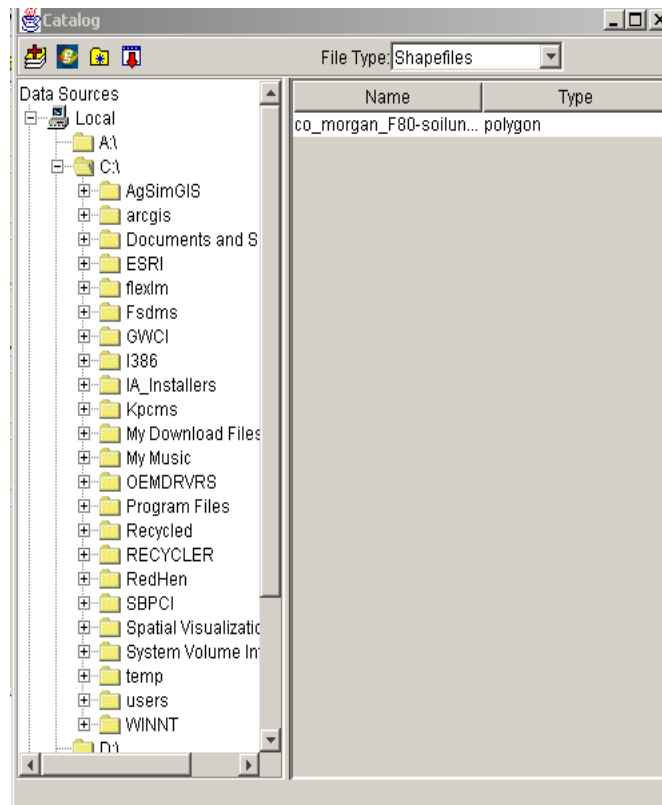 Catalog
File Type: Shapefiles
Data Sources
Local
A:\
C:\
AgSimGIS
arcgis
Documents and S
ESRI
flexlm
Fsdms
GWCI
I386
IA_Installers
Kpcms
My Download Files
My Music
OEMDRVRS
Program Files
Recycled
RECYCLER
RedHen
SBPCI
Spatial Visualizatic
System Volume In
temp
users
WINNT
D:\
Name Type
co_morgan_F80-soilun... polygon